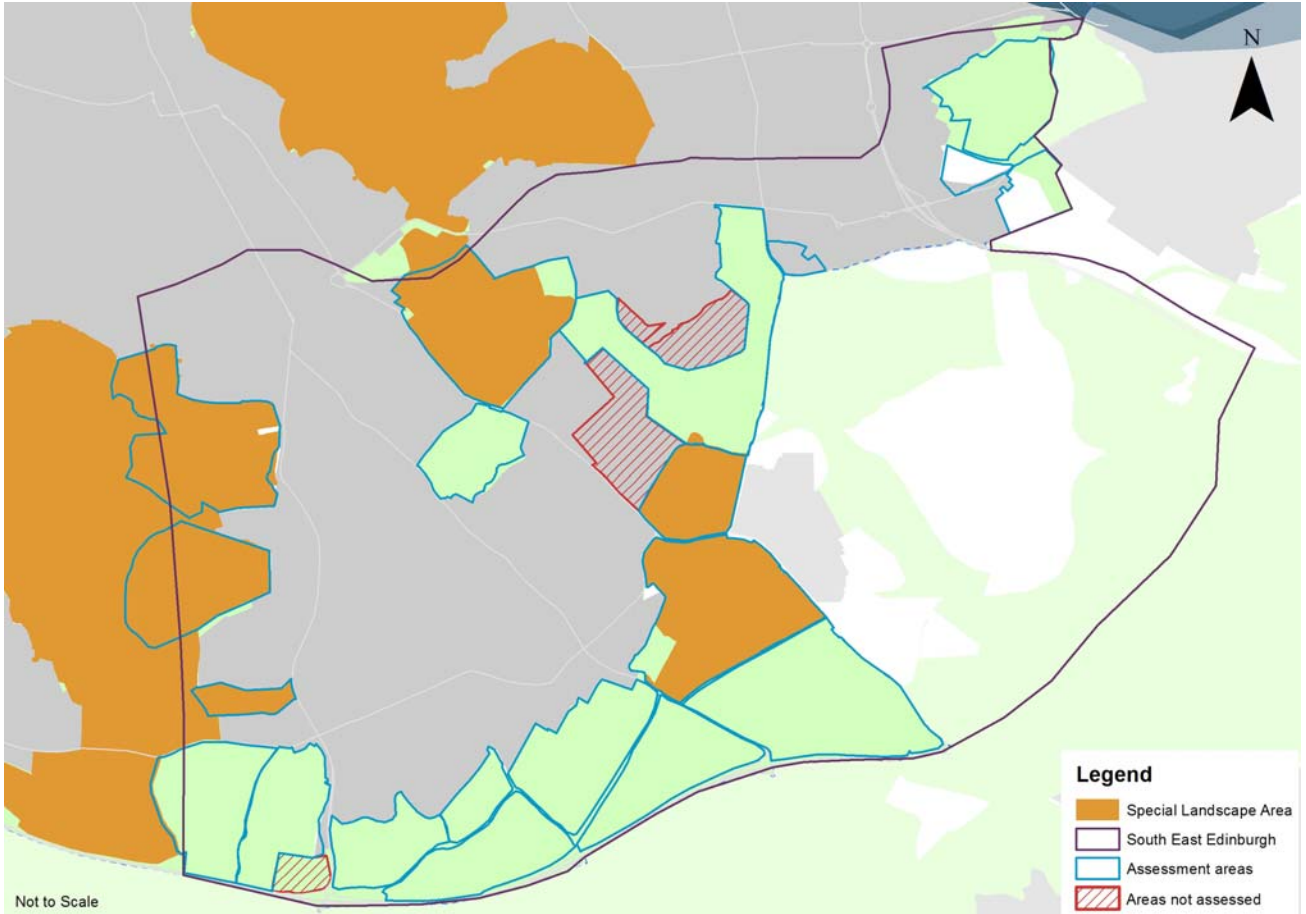 N
Legend
Special Landscape Area
South East Edinburgh
Assessment areas
Areas not assessed
Not to Scale